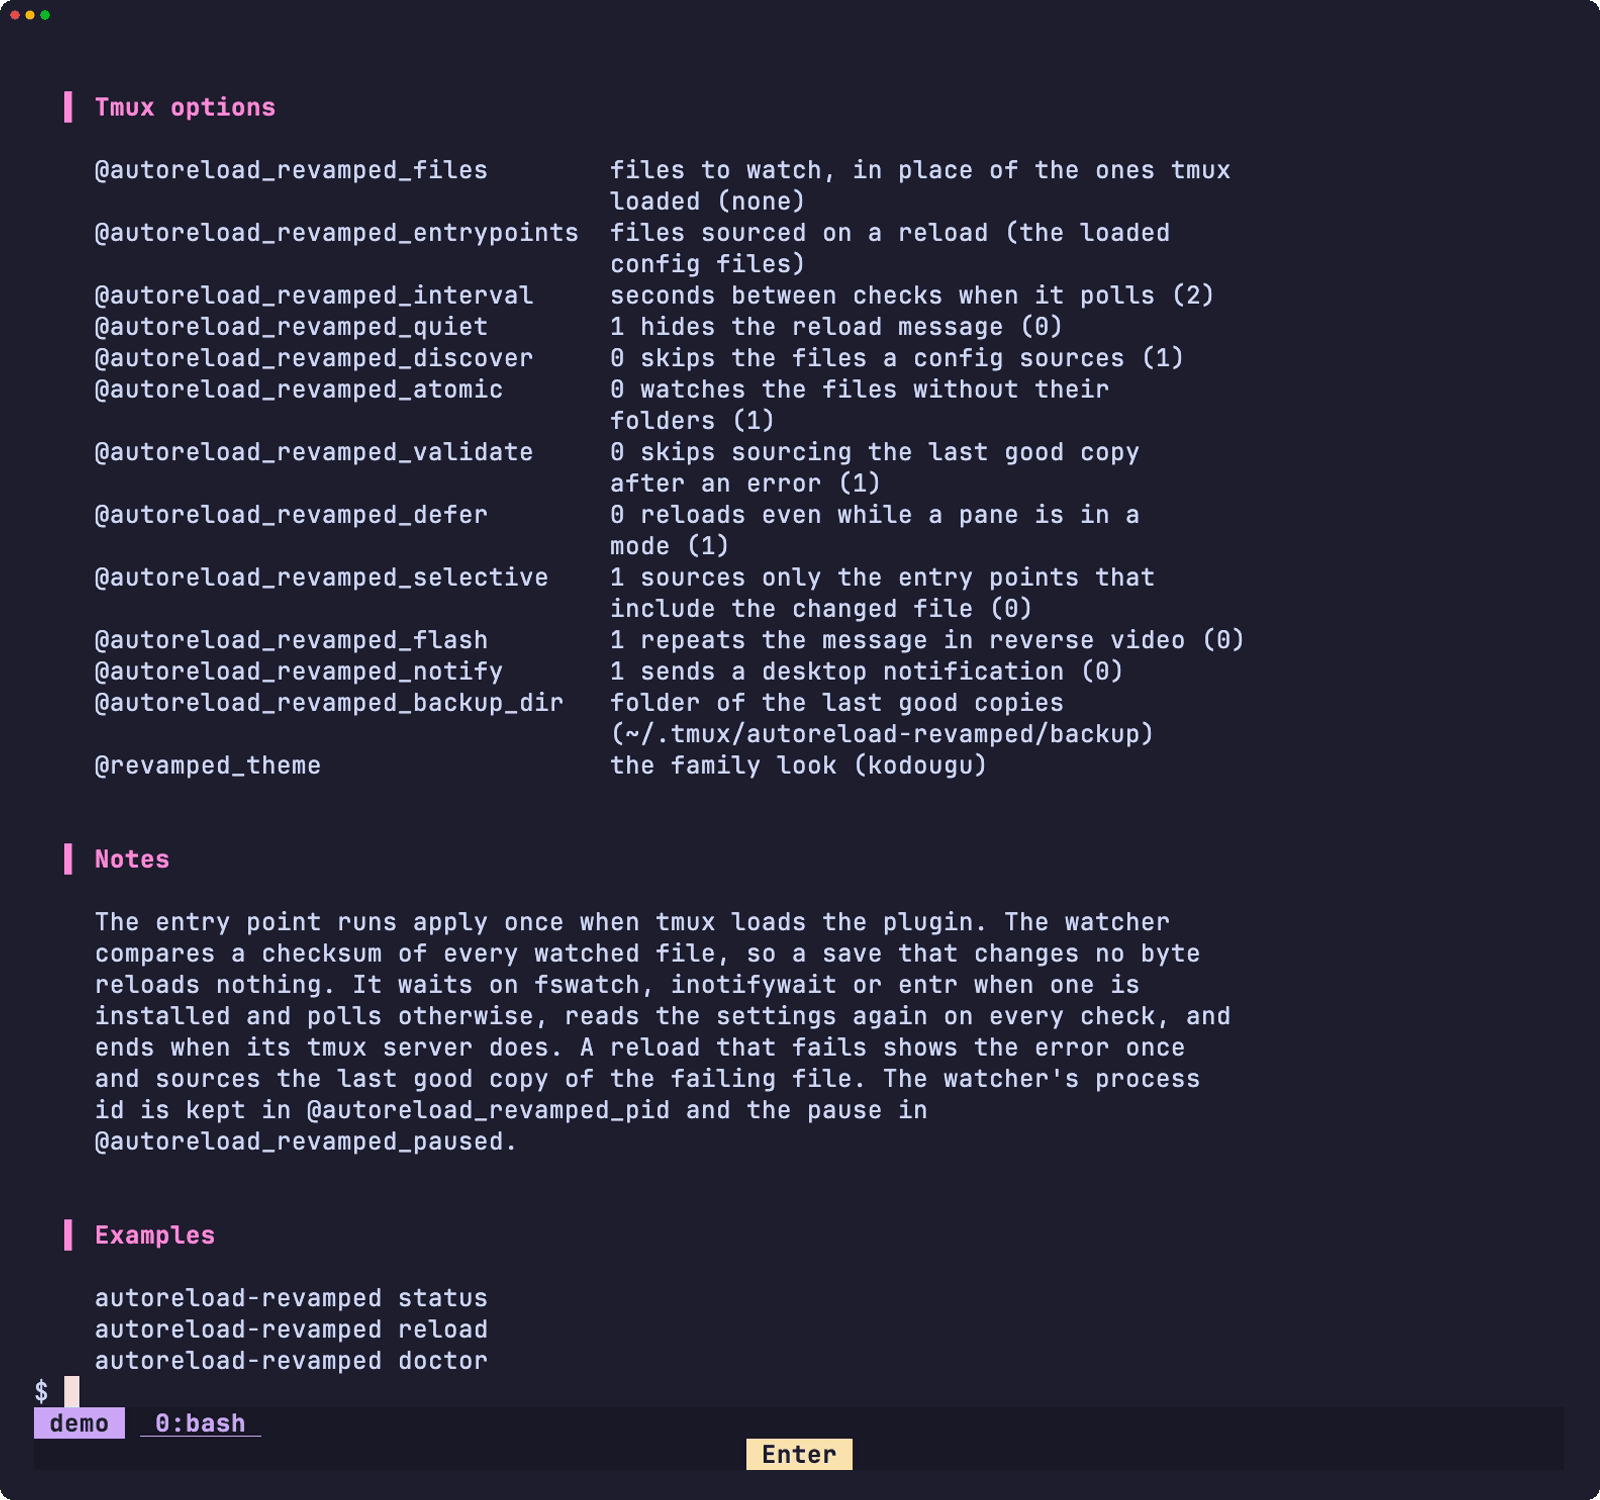 Tmux options
@autoreload_revamped_files files to watch, in place of the ones tmux
loaded (none)
@autoreload_revamped_entrypoints files sourced on a reload (the loaded
config files)
@autoreload_revamped_interval seconds between checks when it polls (2)
@autoreload_revamped_quiet 1 hides the reload message (0)
@autoreload_revamped_discover 0 skips the files a config sources (1)
@autoreload_revamped_atomic 0 watches the files without their
folders (1)
@autoreload_revamped_validate 0 skips sourcing the last good copy
after an error (1)
@autoreload_revamped_defer 0 reloads even while a pane is in a
mode (1)
@autoreload_revamped_selective 1 sources only the entry points that
include the changed file (0)
@autoreload_revamped_flash 1 repeats the message in reverse video (0)
@autoreload_revamped_notify 1 sends a desktop notification (0)
@autoreload_revamped_backup_dir folder of the last good copies
(~/.tmux/autoreload-revamped/backup)
@revamped_theme the family look (kodougu)
Notes
The entry point runs apply once when tmux loads the plugin. The watcher
compares a checksum of every watched file, so a save that changes no byte
reloads nothing. It waits on fswatch, inotifywait or entr when one is
installed and polls otherwise, reads the settings again on every check, and
ends when its tmux server does. A reload that fails shows the error once
and sources the last good copy of the failing file. The watcher's process
id is kept in @autoreload_revamped_pid and the pause in
@autoreload_revamped_paused.
Examples
autoreload-revamped status
autoreload-revamped reload
autoreload-revamped doctor
$
demo 0:bash
Enter